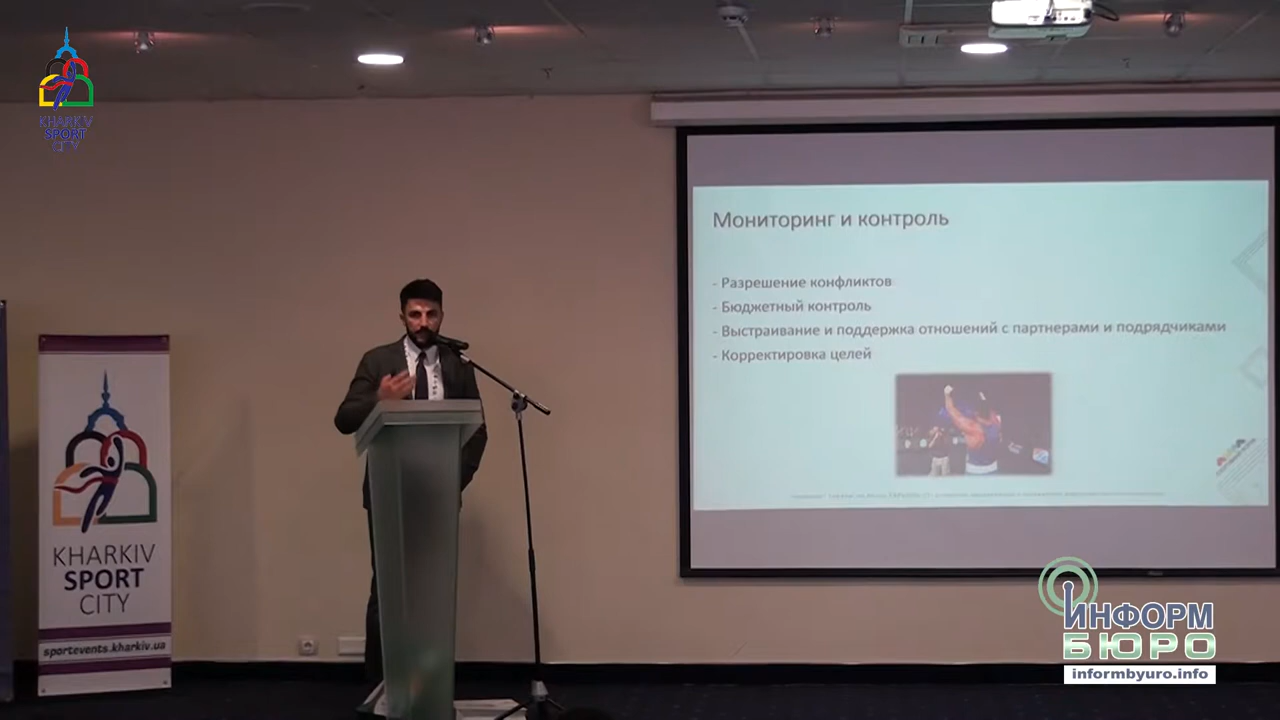 KHARKIV
SPORT
CITY
Мониторинг и контроль
- Разрешение конфликтов
- Бюджетный контроль
- Выстраивание и поддержка отношений с партнерами и подрядчиками
- Корректировка целей
KHARKIV
SPORT
CITY
sportevents.kharkiv.ua
ИНФОРМ
БЮРО
informbyuro.info